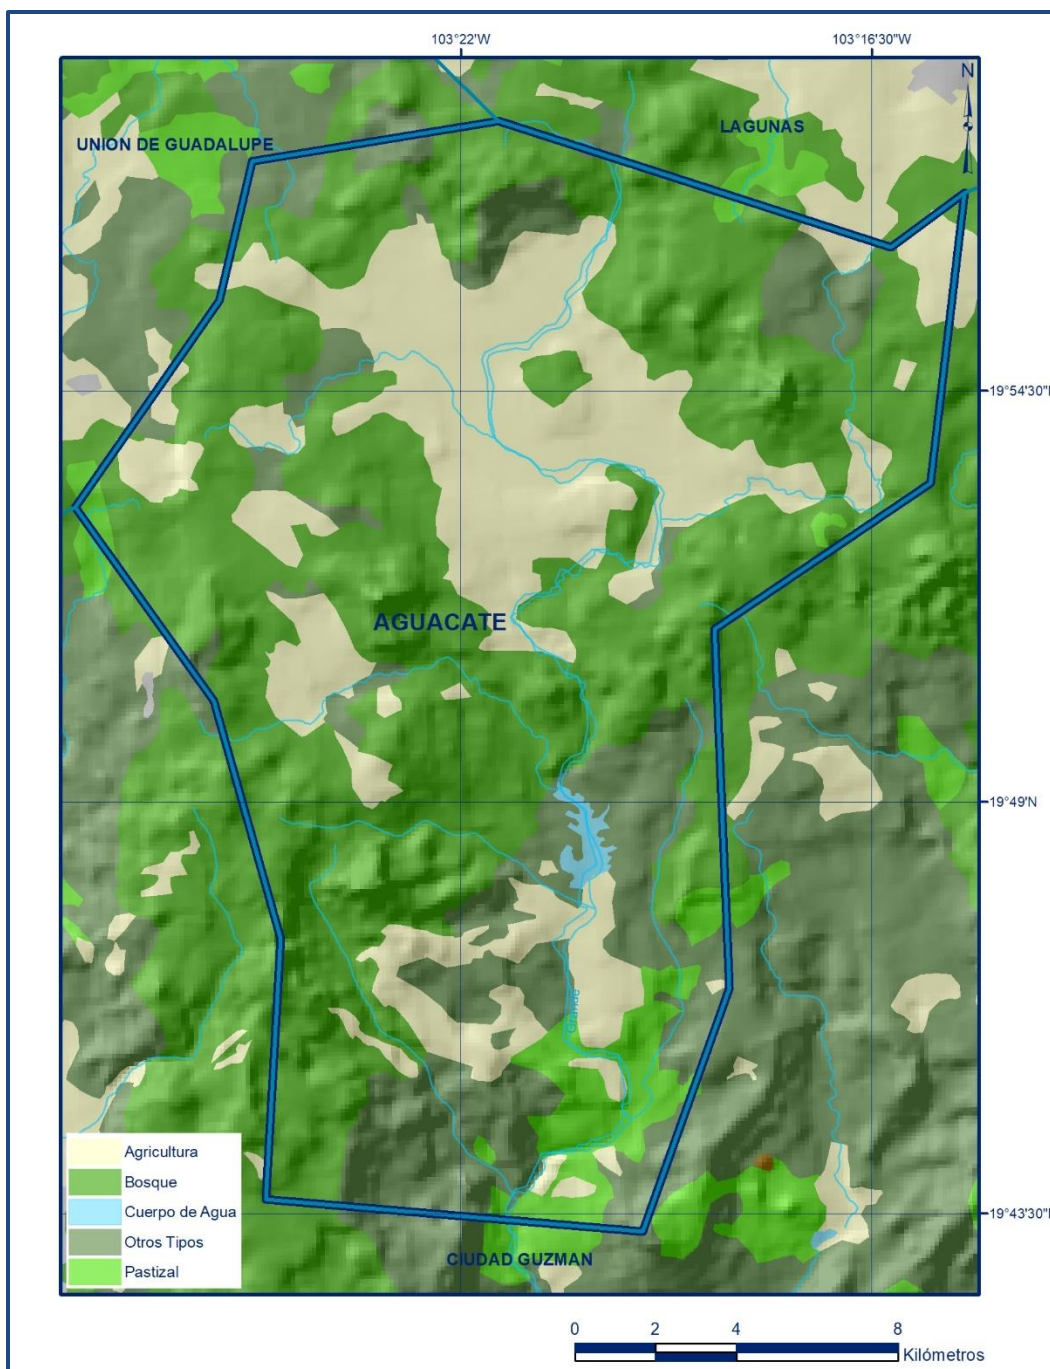 103°22'W
103°16'30"W
N
LAGUNAS
UNION DE GUADALUPE
19°54'30"
AGUACATE
19°49'N
Grande
19°43'30"
CIUDAD GUZMAN
Agricultura
Bosque
Cuerpo de Agua
Otros Tipos
Pastizal
0 2 4 8
Kilómetros